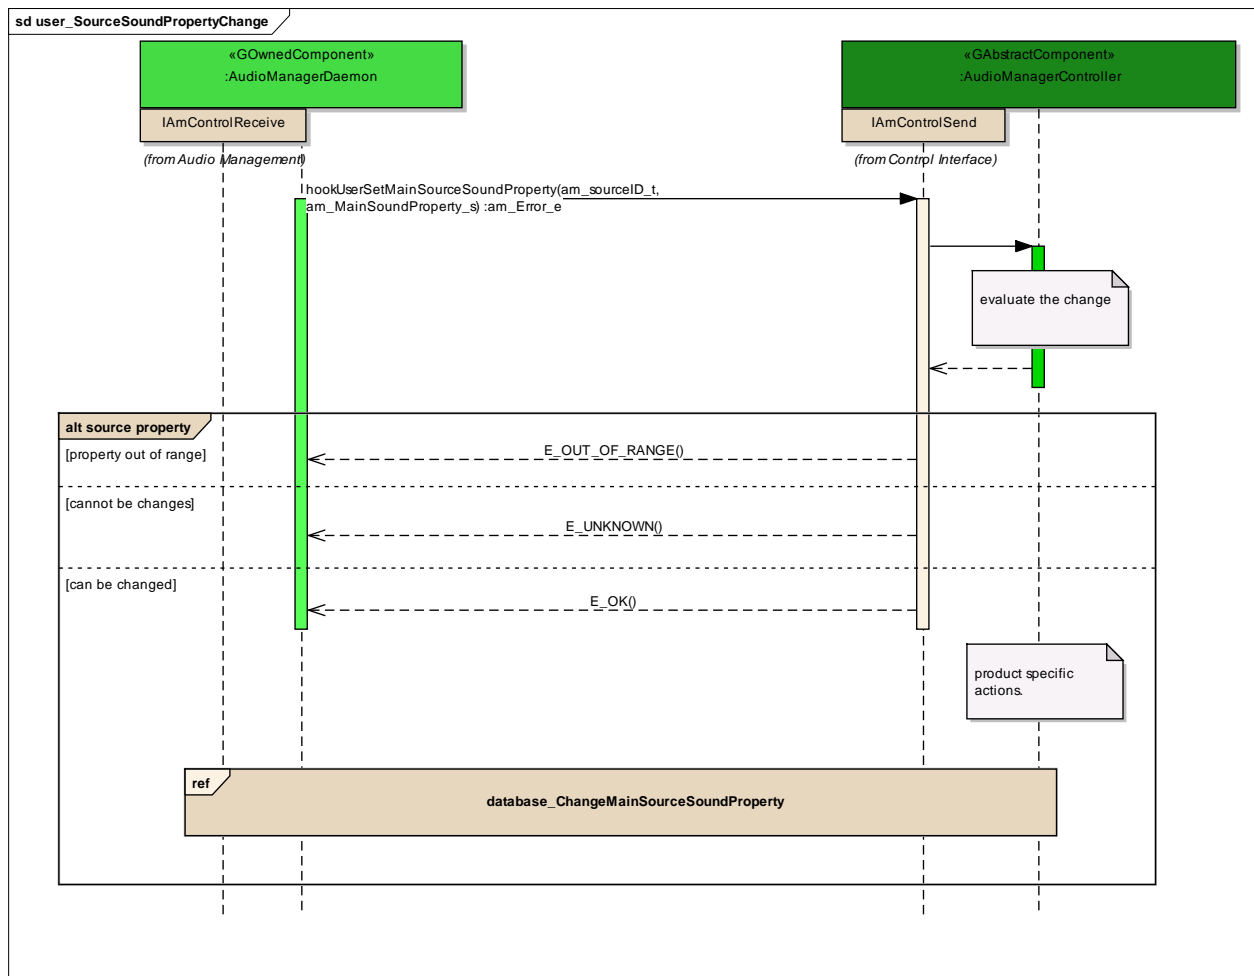 sd user_SourceSoundPropertyChange
«GOwnedComponent»
:AudioManagerDaemon
«GAbstractComponent»
:AudioManagerController
IAmControlReceive
IAmControlSend
(from Audio Management)
(from Control Interface)
hookUserSetMainSourceSoundProperty(am_sourceID_t,
am_MainSoundProperty_s) :am_Error_e
evaluate the change
alt source property
[property out of range]
E_OUT_OF_RANGE()
[cannot be changes]
E_UNKNOWN()
[can be changed]
E_OK()
product specific
actions.
ref
database_ChangeMainSourceSoundProperty